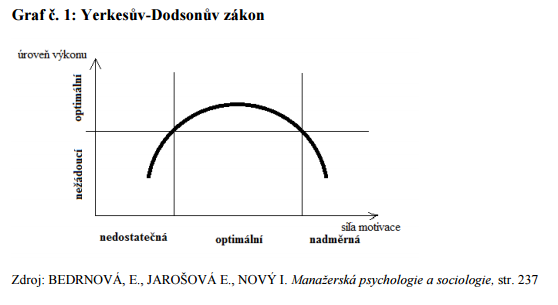 Graf č. 1: Yerkesův-Dodsonův zákon
úroveň výkonu
optimální
nežádoucí
síla motivace
nedostatečná
optimální
nadměrná
Zdroj: BEDRNOVÁ, E., JAROŠOVÁ E., NOVÝ I. Manažerská psychologie a sociologie, str. 237